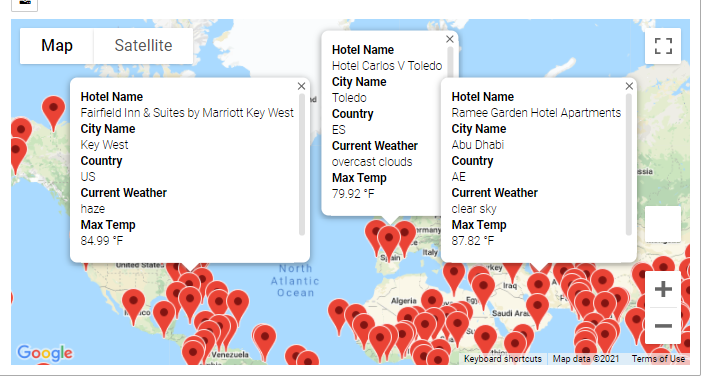 Map
Satellite
Hotel Name
Fairfield Inn & Suites by Marriott Key West
City Name
Key West
Country
US
Current Weather
haze
Max Temp
84.99 °F
Hotel Name
Hotel Carlos V Toledo
City Name
Toledo
Country
ES
Current Weather
overcast clouds
Max Temp
79.92 °F
Hotel Name
Ramee Garden Hotel Apartments
City Name
Abu Dhabi
Country
AE
Current Weather
clear sky
Max Temp
87.82 °F
United States
North
Atlantic
Ocean
Spain
Italy
Algeria
Iraq
Venezuela
Google
Keyboard shortcuts
Map data ©2021
Terms of Use